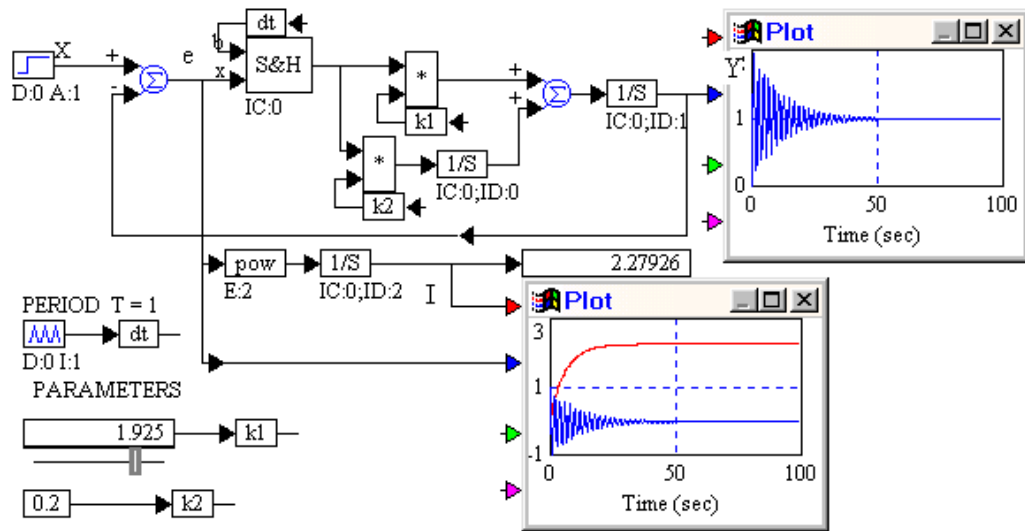 dt
Plot
X
+
e
b
S&H
x
Σ
-
D:0 A:1
IC:0
*
k1
+
+
Σ
1/S
IC:0;ID:1
Y
1
0
0
50
100
Time (sec)
*
k2
1/S
IC:0;ID:0
pow
E:2
1/S
IC:0;ID:2
I
2.27926
Plot
3
1
-1
0
50
100
Time (sec)
PERIOD T = 1
dt
D:0 I:1
PARAMETERS
1.925
k1
0.2
k2